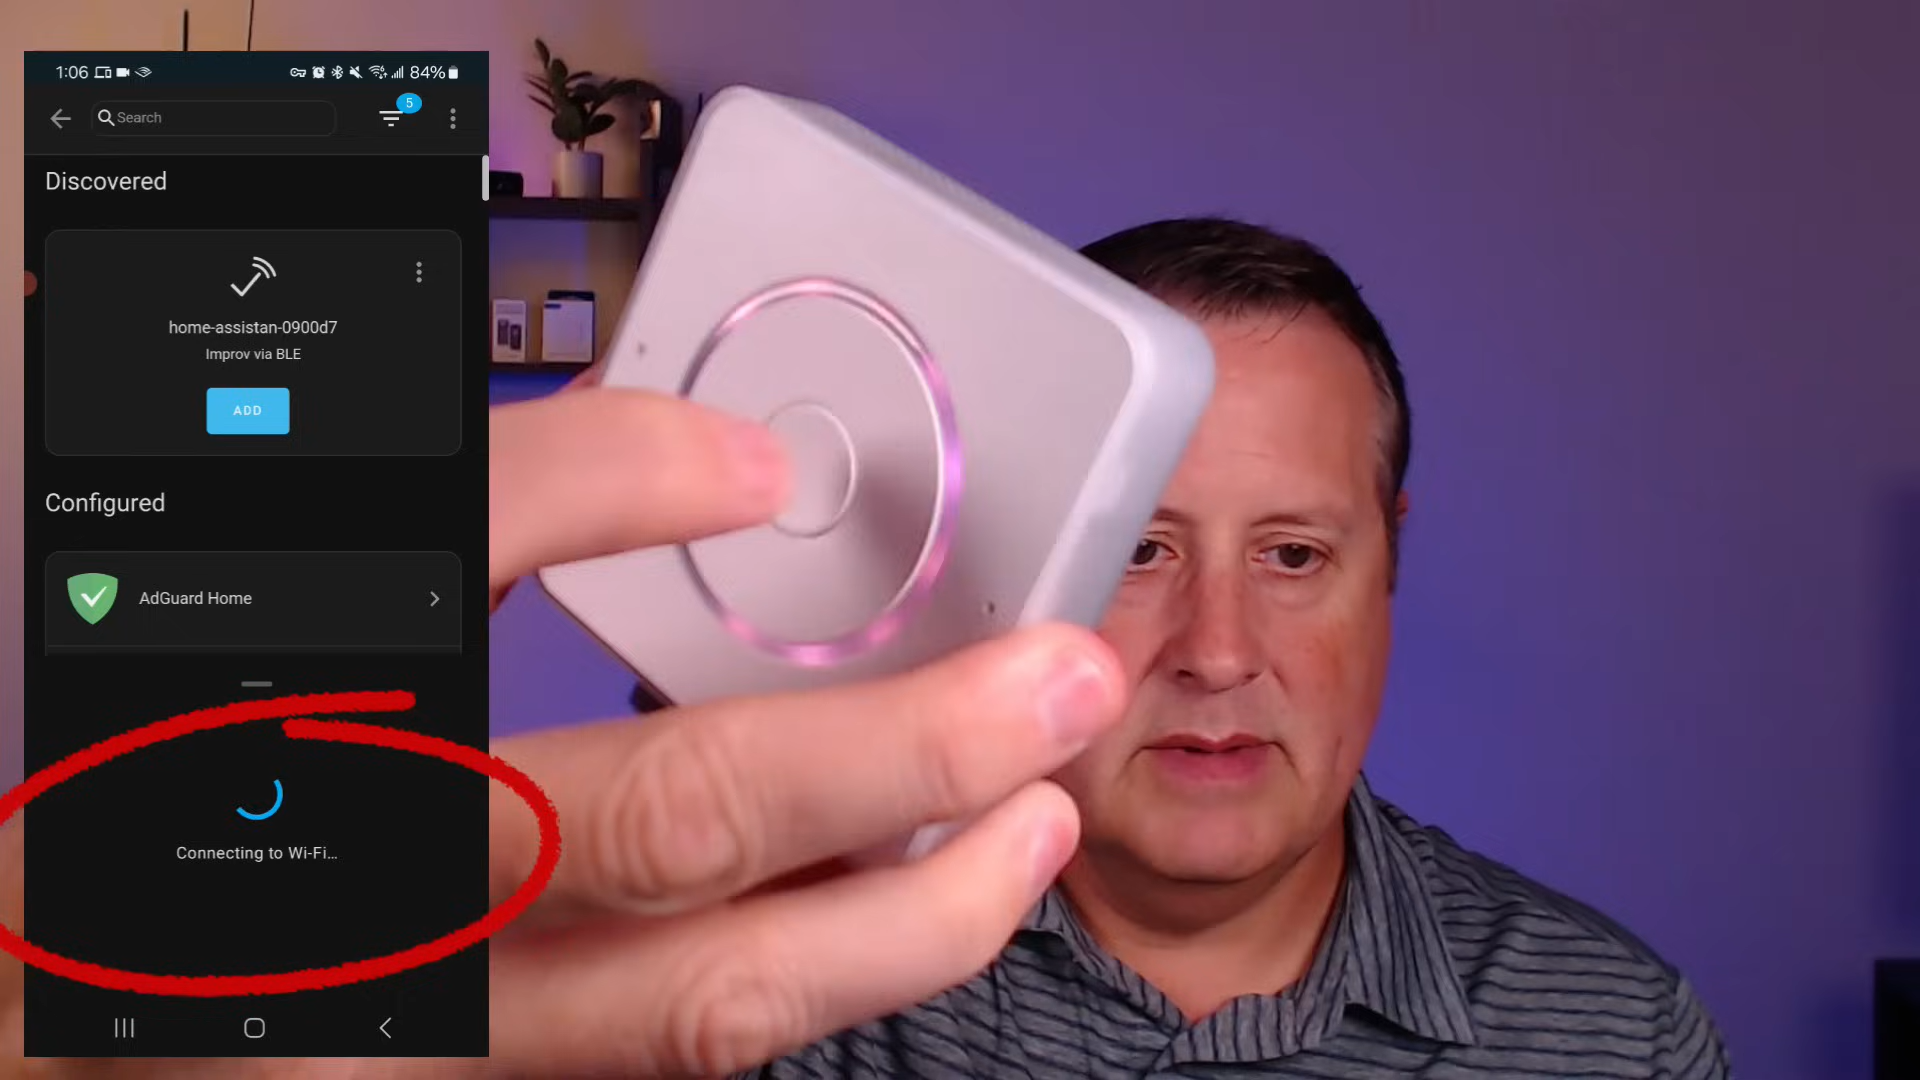 1:06 84%
Search
5
Discovered
home-assistan-0900d7
Improv via BLE
ADD
Configured
AdGuard Home
Connecting to Wi-Fi...